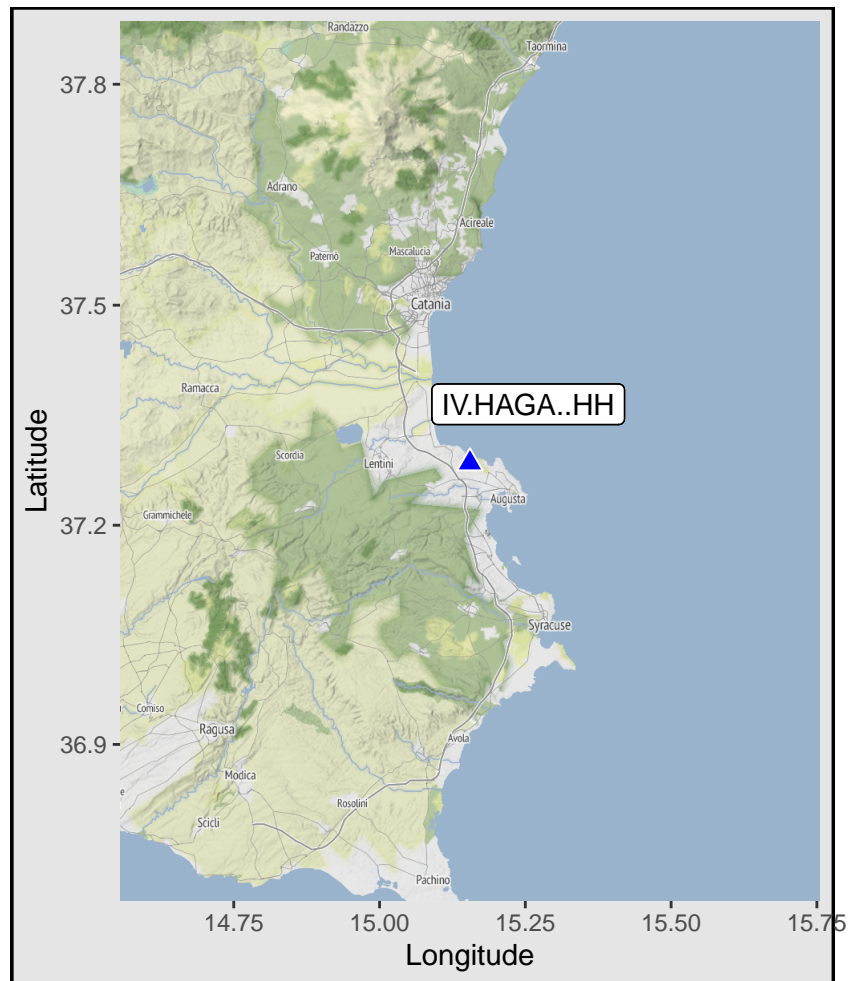 Randazzo
Taormina
37.8
Adrano
Acireale
Mascalucia
Paternò
37.5
Catania
Ramacca
IV.HAGA..HH
Scordia
Lentini
Augusta
Grammichele
37.2
Syracuse
Comiso
Ragusa
36.9
Avola
Modica
e
Rosolini
Scicli
Pachino
14.75
15.00
15.25
15.50
15.75
Longitude
Latitude